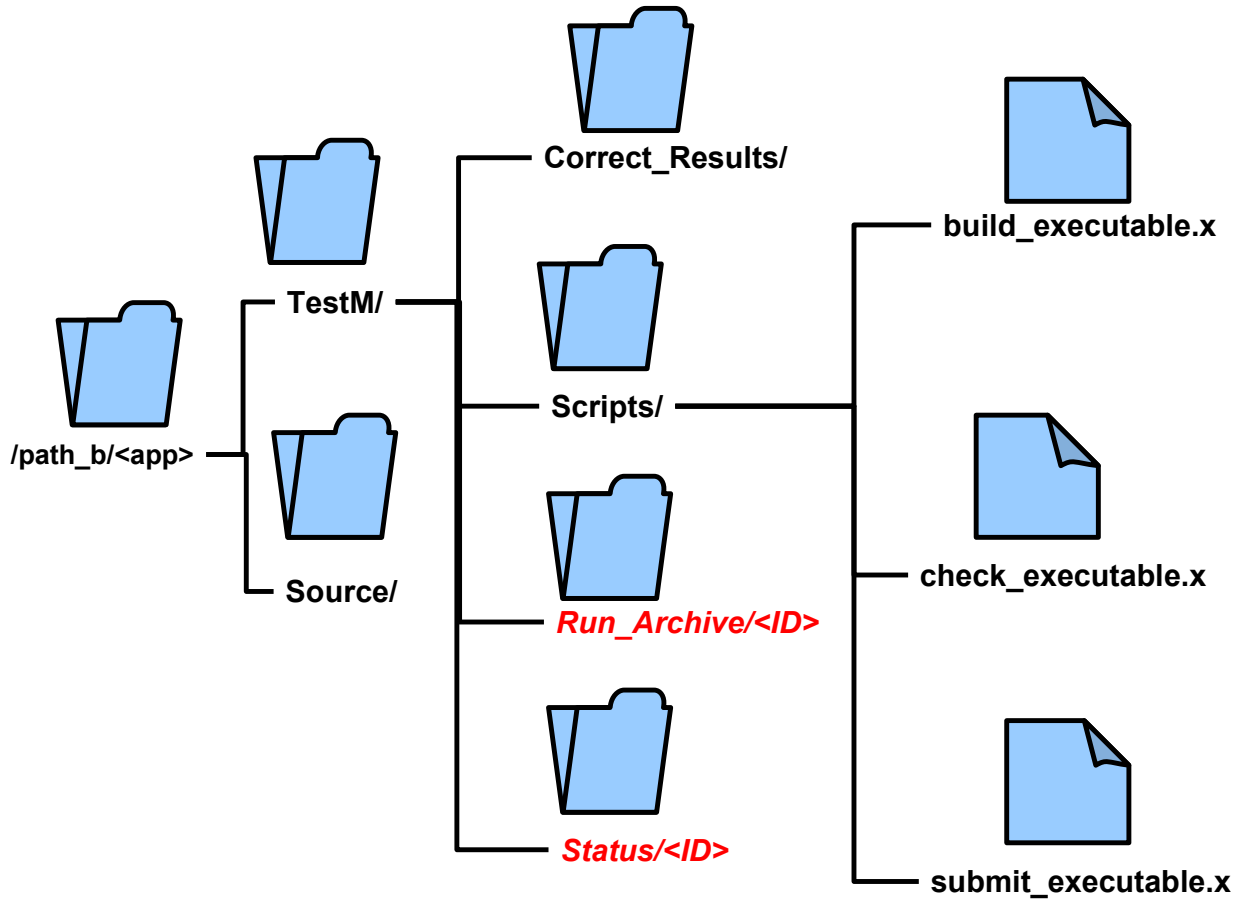 Correct_Results/
build_executable.x
TestM/
Scripts/
/path_b/<app>
check_executable.x
Source/
Run_Archive/<ID>
Status/<ID>
submit_executable.x